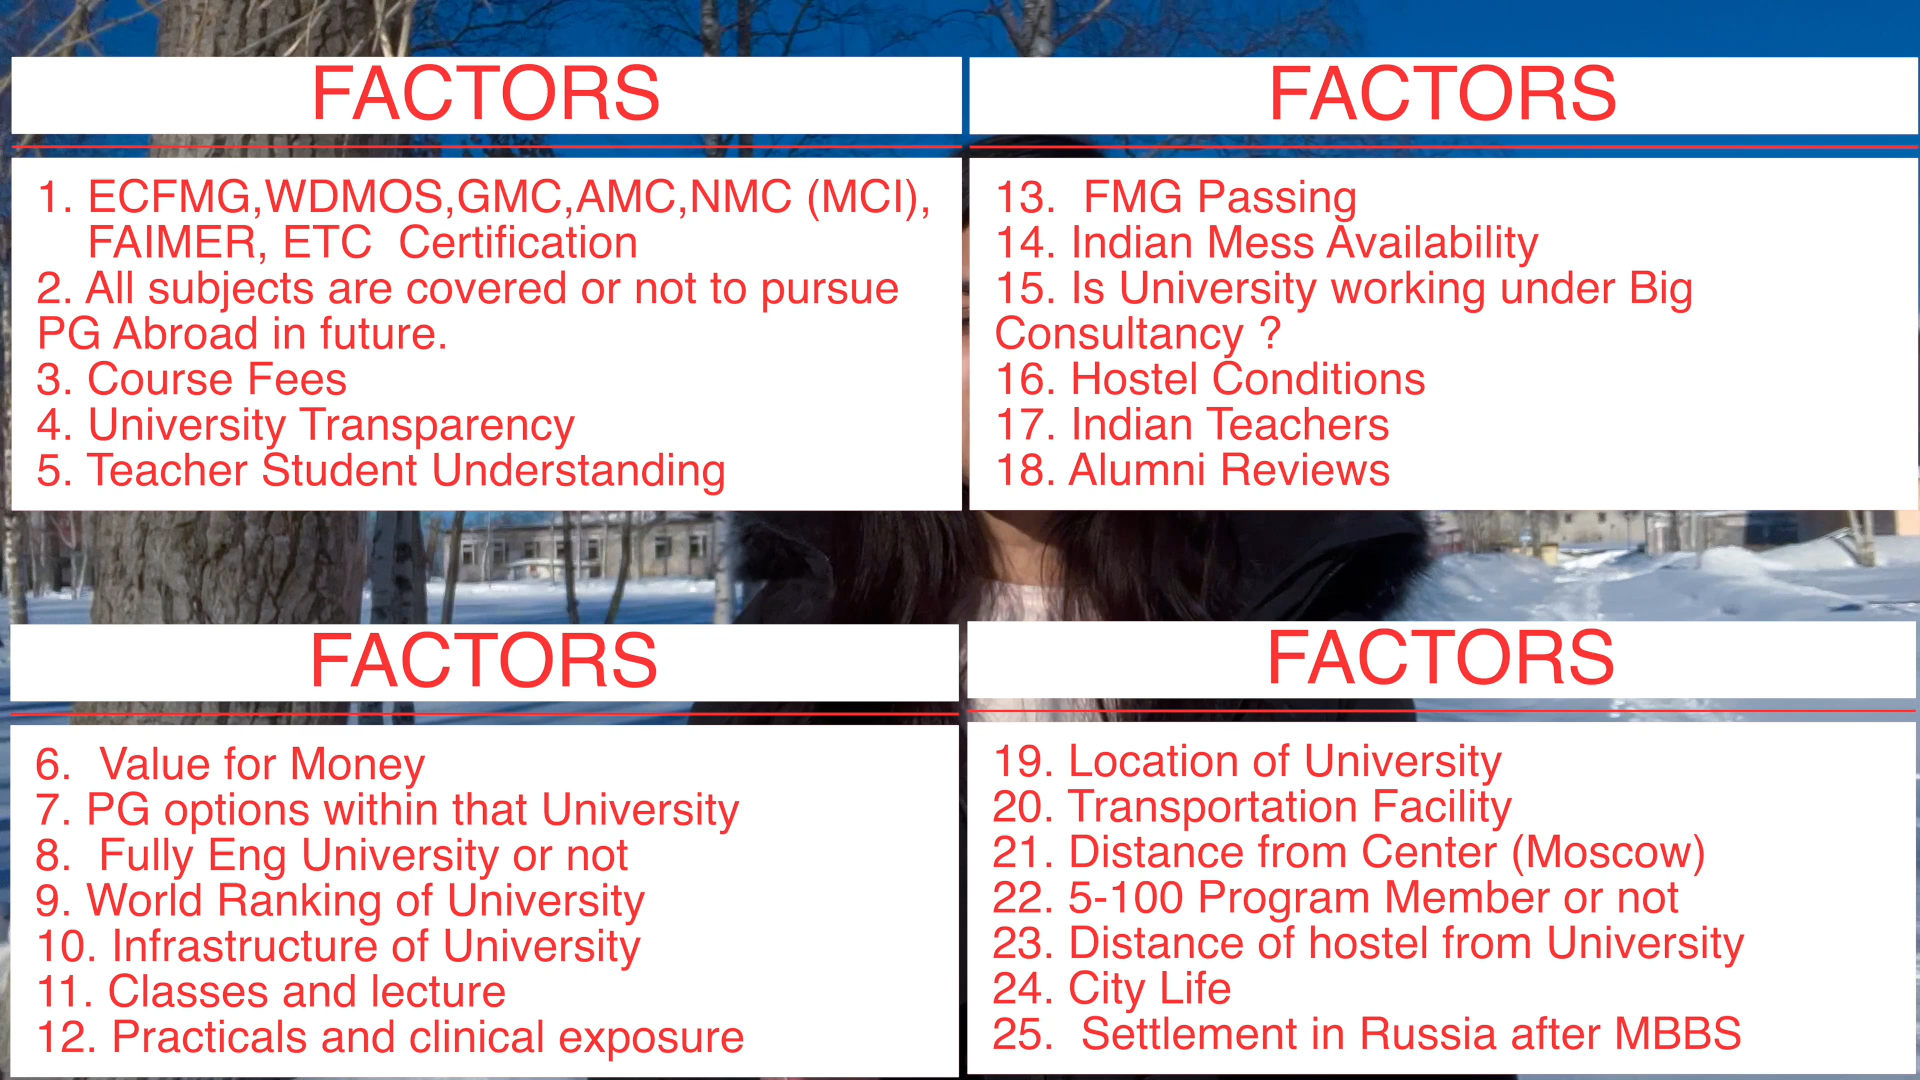 FACTORS
1. ECFMG,WDMOS,GMC,AMC,NMC (MCI),
FAIMER, ETC Certification
2. All subjects are covered or not to pursue
PG Abroad in future.
3. Course Fees
4. University Transparency
5. Teacher Student Understanding
FACTORS
6. Value for Money
7. PG options within that University
8. Fully Eng University or not
9. World Ranking of University
10. Infrastructure of University
11. Classes and lecture
12. Practicals and clinical exposure
FACTORS
13. FMG Passing
14. Indian Mess Availability
15. Is University working under Big
Consultancy ?
16. Hostel Conditions
17. Indian Teachers
18. Alumni Reviews
FACTORS
19. Location of University
20. Transportation Facility
21. Distance from Center (Moscow)
22. 5-100 Program Member or not
23. Distance of hostel from University
24. City Life
25. Settlement in Russia after MBBS